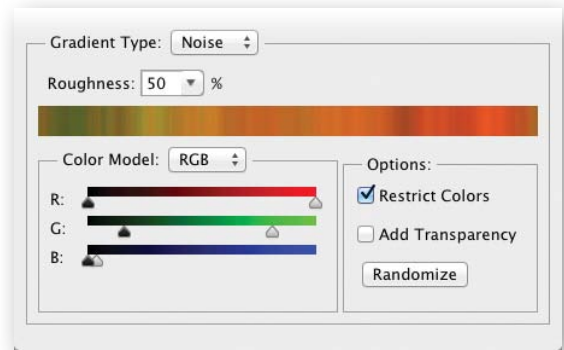 Gradient Type: Noise
Roughness: 50 %
Color Model: RGB
Options:
R:
G:
B:
Restrict Colors
Add Transparency
Randomize